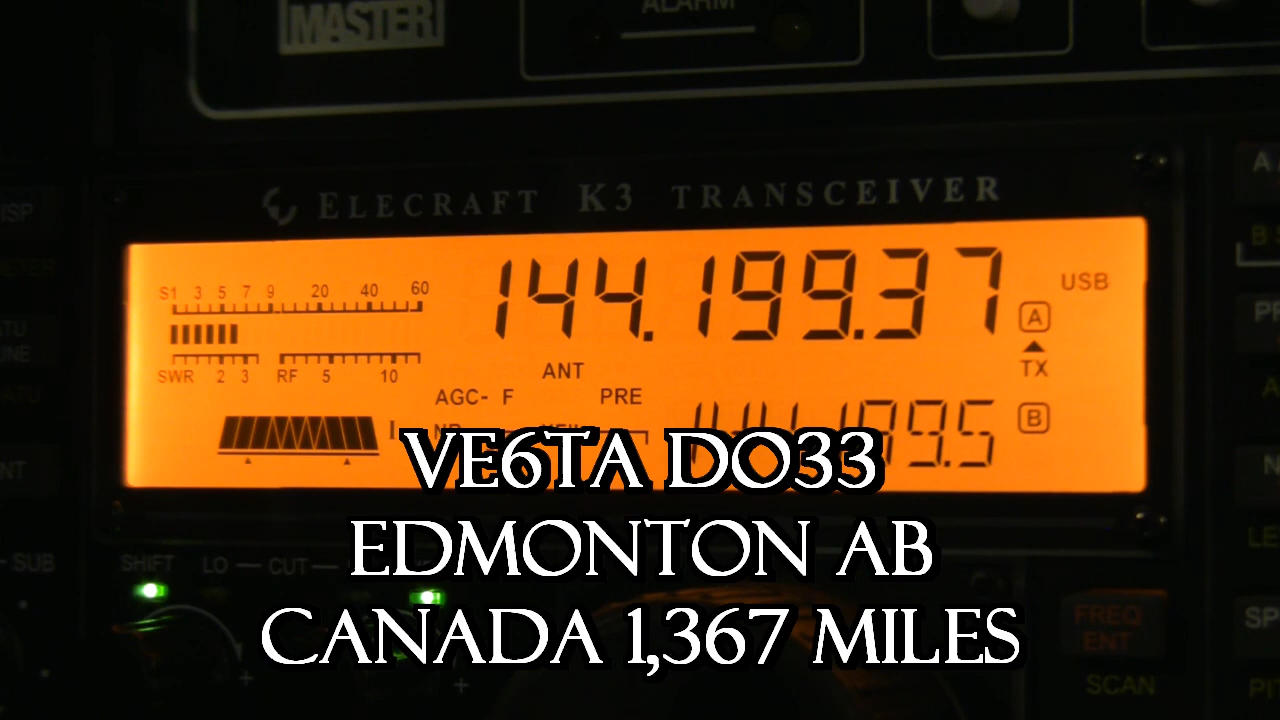 MASTER
ALARM
ELECRAFT K3 TRANSCEIVER
S1 3 5 7 9 20 40 60
144.199.37
USB
A
TX
SWR 2 3 RF 5 10
ANT
AGC- F
PRE
B
VE6TA DO33
EDMONTON AB
CANADA 1,367 MILES
SUB
SHIFT LO CUT
FREQ
ENT
SCAN